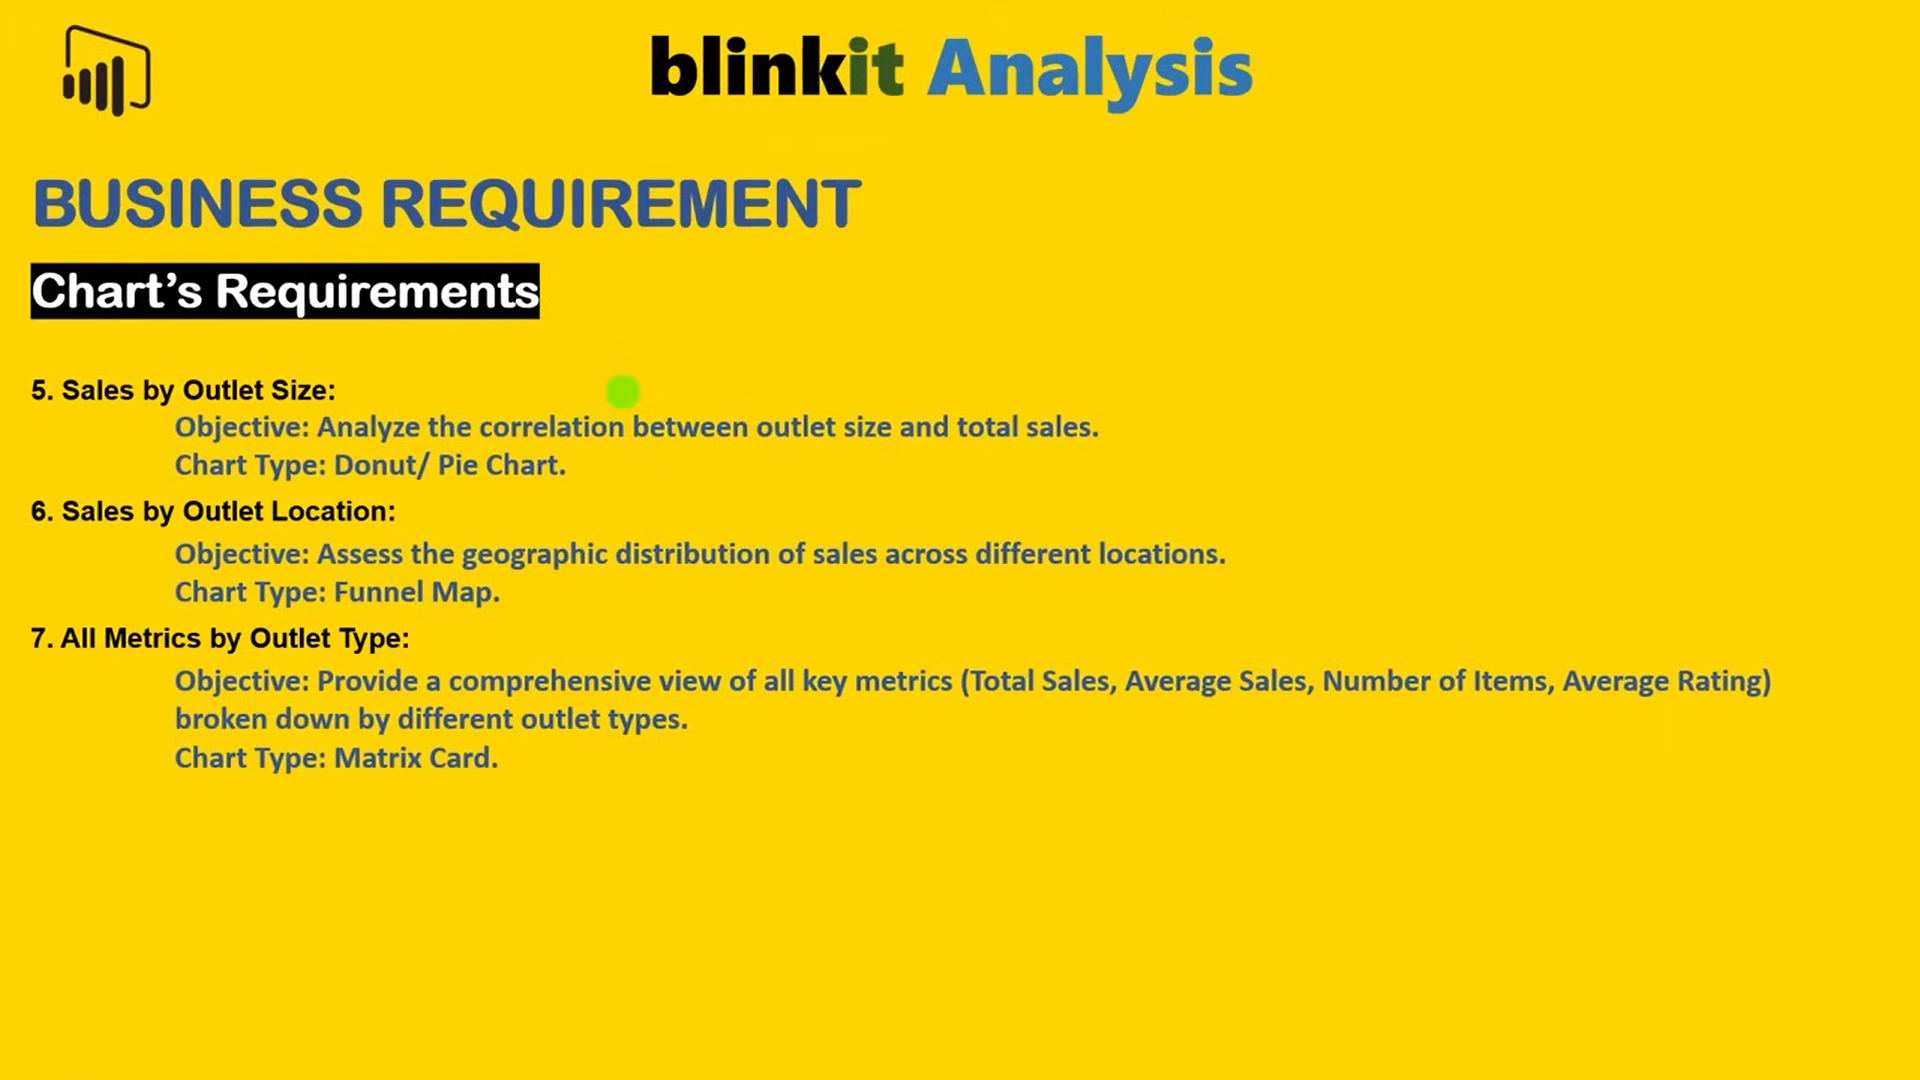 blinkit Analysis
BUSINESS REQUIREMENT
Chart’s Requirements
5. Sales by Outlet Size:
Objective: Analyze the correlation between outlet size and total sales.
Chart Type: Donut/ Pie Chart.
6. Sales by Outlet Location:
Objective: Assess the geographic distribution of sales across different locations.
Chart Type: Funnel Map.
7. All Metrics by Outlet Type:
Objective: Provide a comprehensive view of all key metrics (Total Sales, Average Sales, Number of Items, Average Rating)
broken down by different outlet types.
Chart Type: Matrix Card.